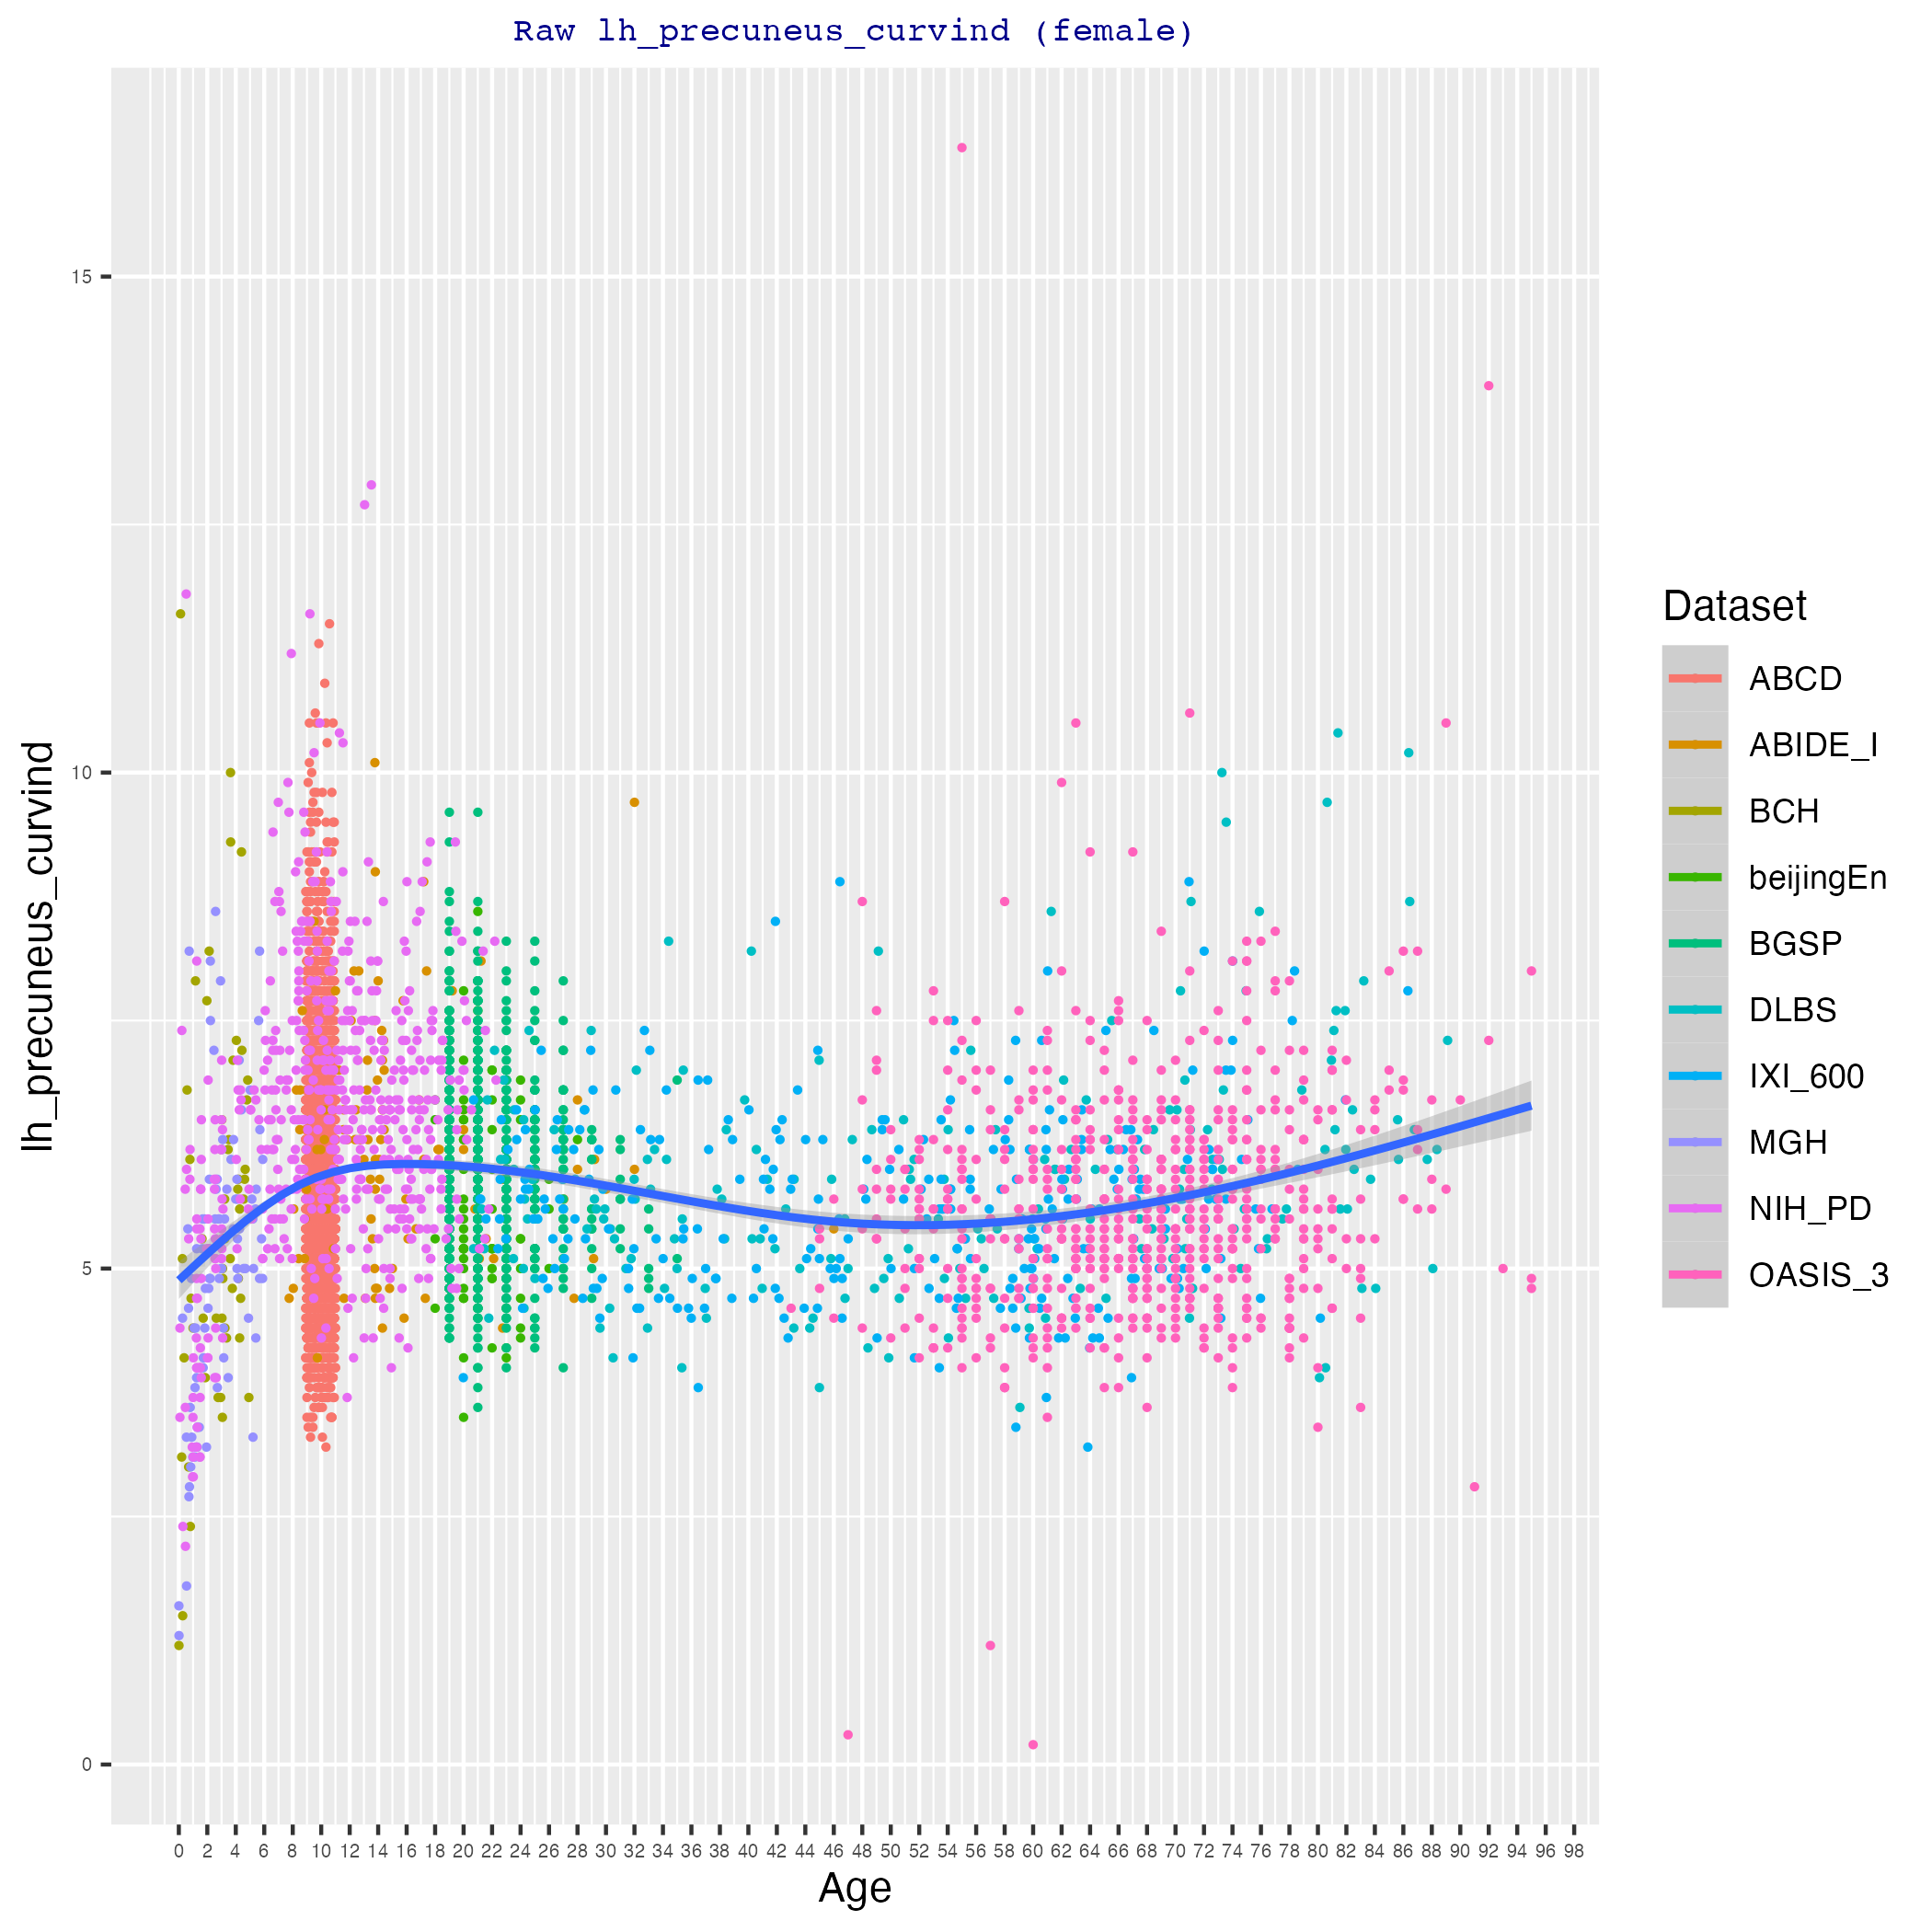 Raw lh_precuneus_curvind (female)
lh_precuneus_curvind
15
10
5
0
0 2 4 6 8 10 12 14 16 18 20 22 24 26 28 30 32 34 36 38 40 42 44 46 48 50 52 54 56 58 60 62 64 66 68 70 72 74 76 78 80 82 84 86 88 90 92 94 96 98
Age
Dataset
ABCD
ABIDE_I
BCH
beijingEn
BGSP
DLBS
IXI_600
MGH
NIH_PD
OASIS_3